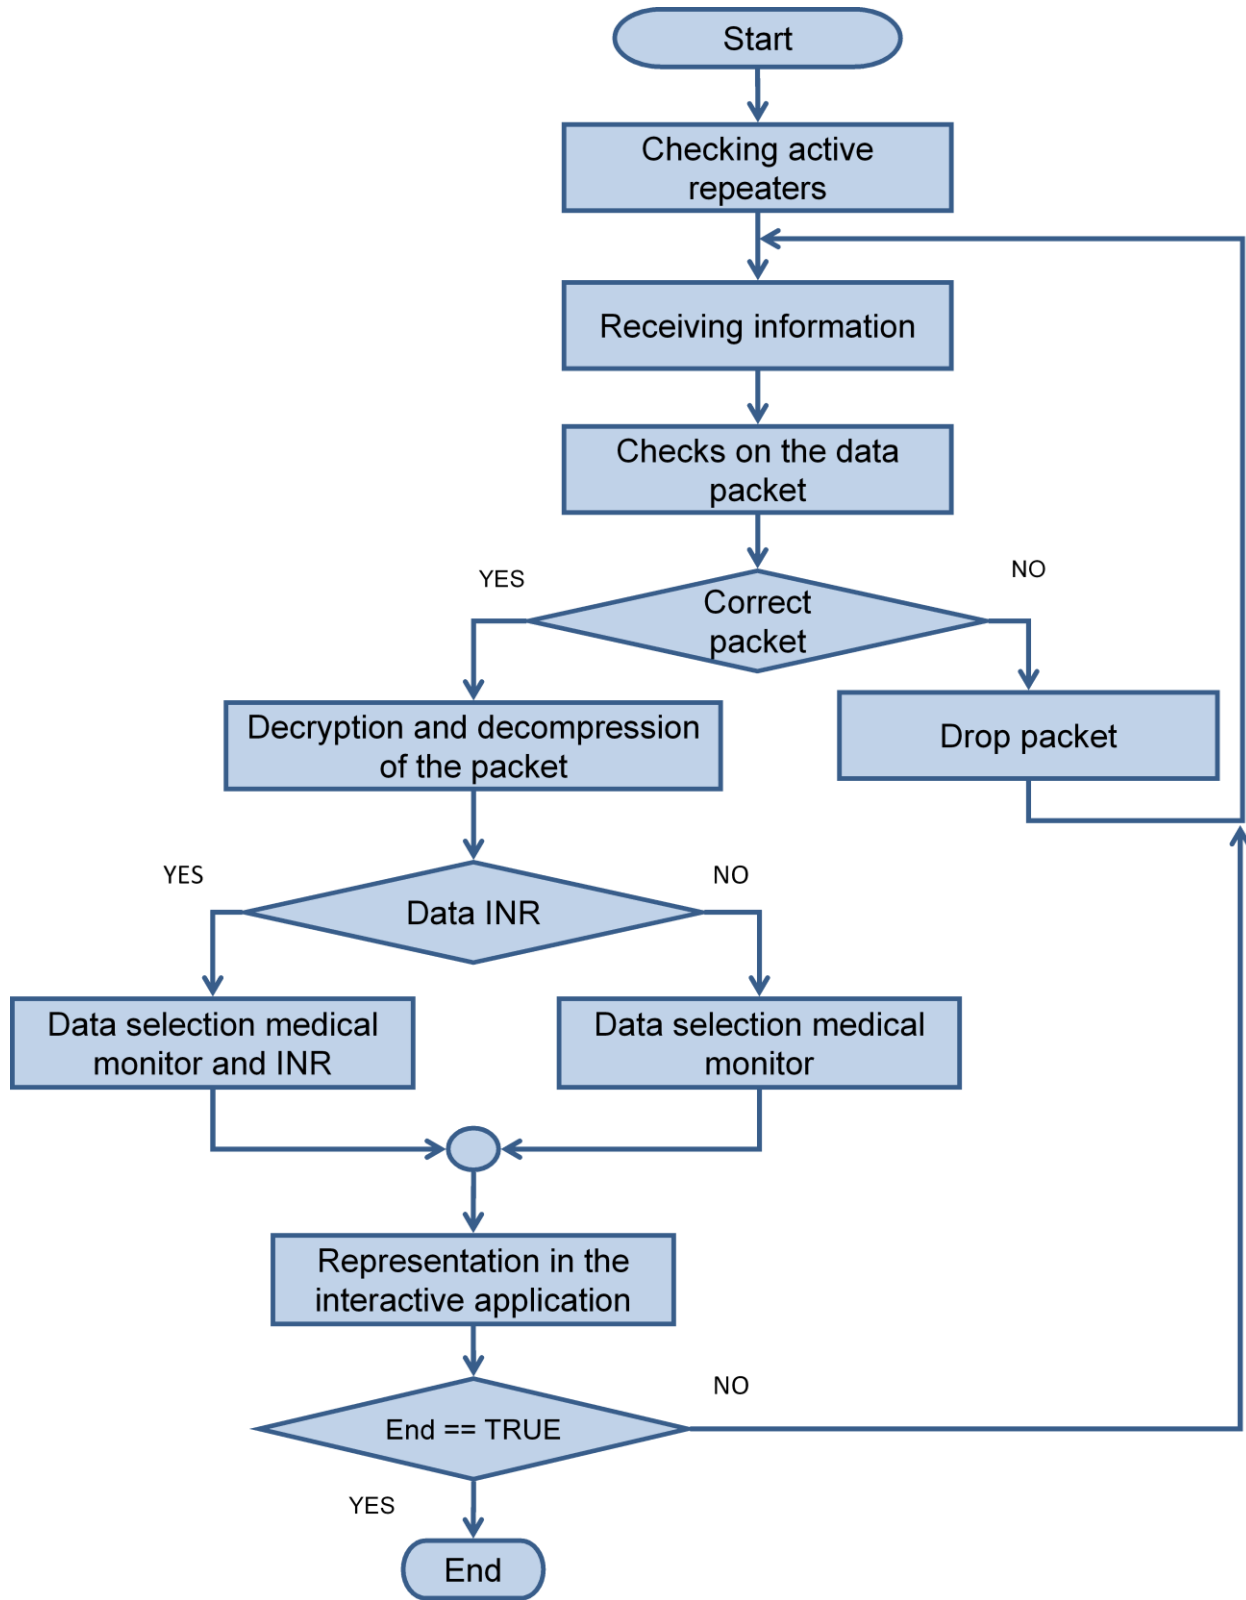 Start
Checking active
repeaters
Receiving information
Checks on the data
packet
YES
NO
Correct
packet
Decryption and decompression
of the packet
Drop packet
YES
NO
Data INR
Data selection medical
monitor and INR
Data selection medical
monitor
Representation in the
interactive application
NO
End == TRUE
YES
End